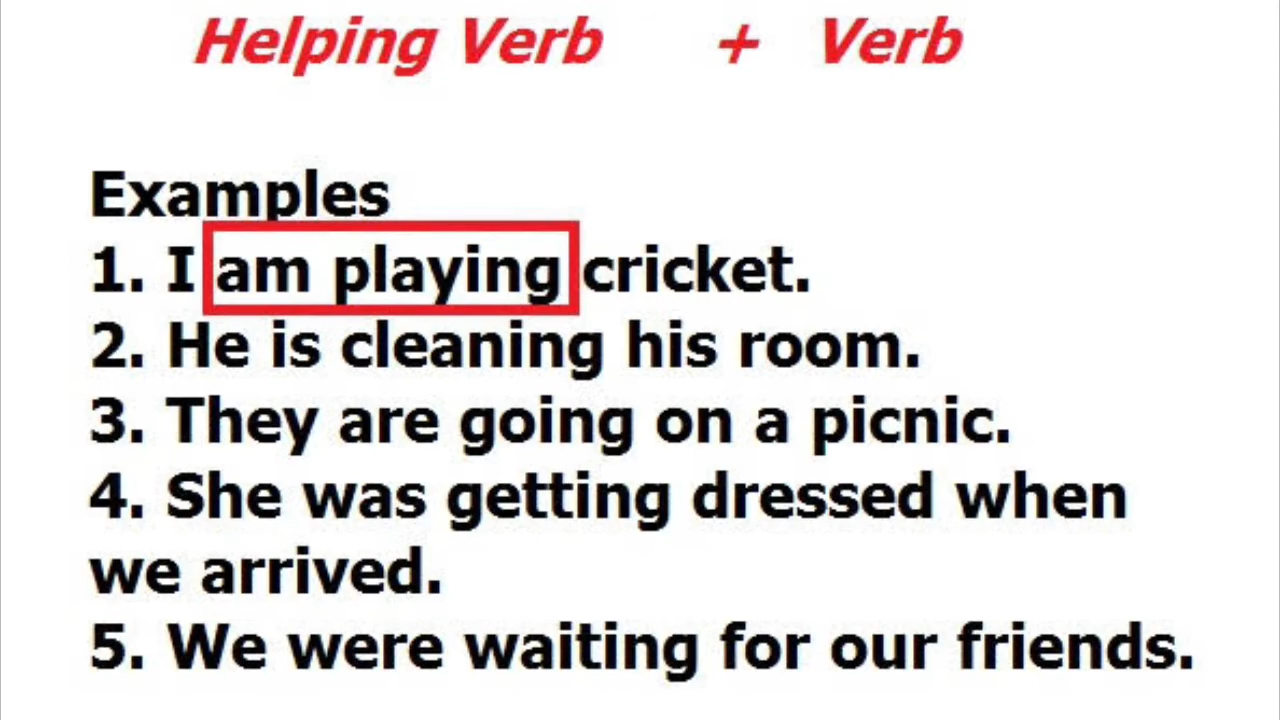 Helping Verb + Verb
Examples
1. I am playing cricket.
2. He is cleaning his room.
3. They are going on a picnic.
4. She was getting dressed when
we arrived.
5. We were waiting for our friends.